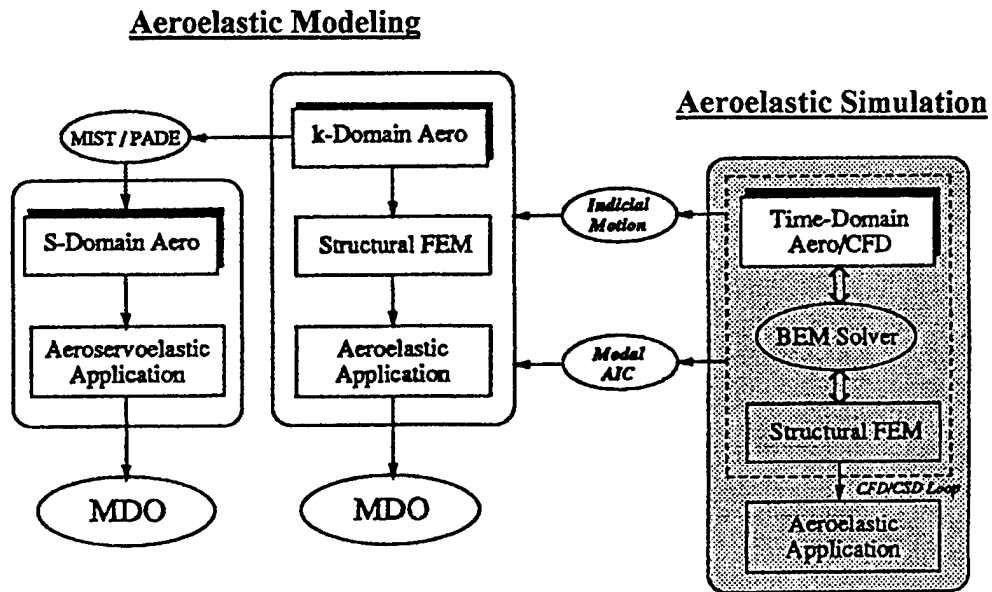 Aeroelastic Modeling
MIST / PADE
S-Domain Aero
Aeroservoelastic
Application
MDO
k-Domain Aero
Structural FEM
Aeroelastic
Application
MDO
Indicial
Motion
Modal
AIC
Aeroelastic Simulation
Time-Domain
Aero/CFD
BEM Solver
Structural FEM
CFD/CSD Loop
Aeroelastic
Application